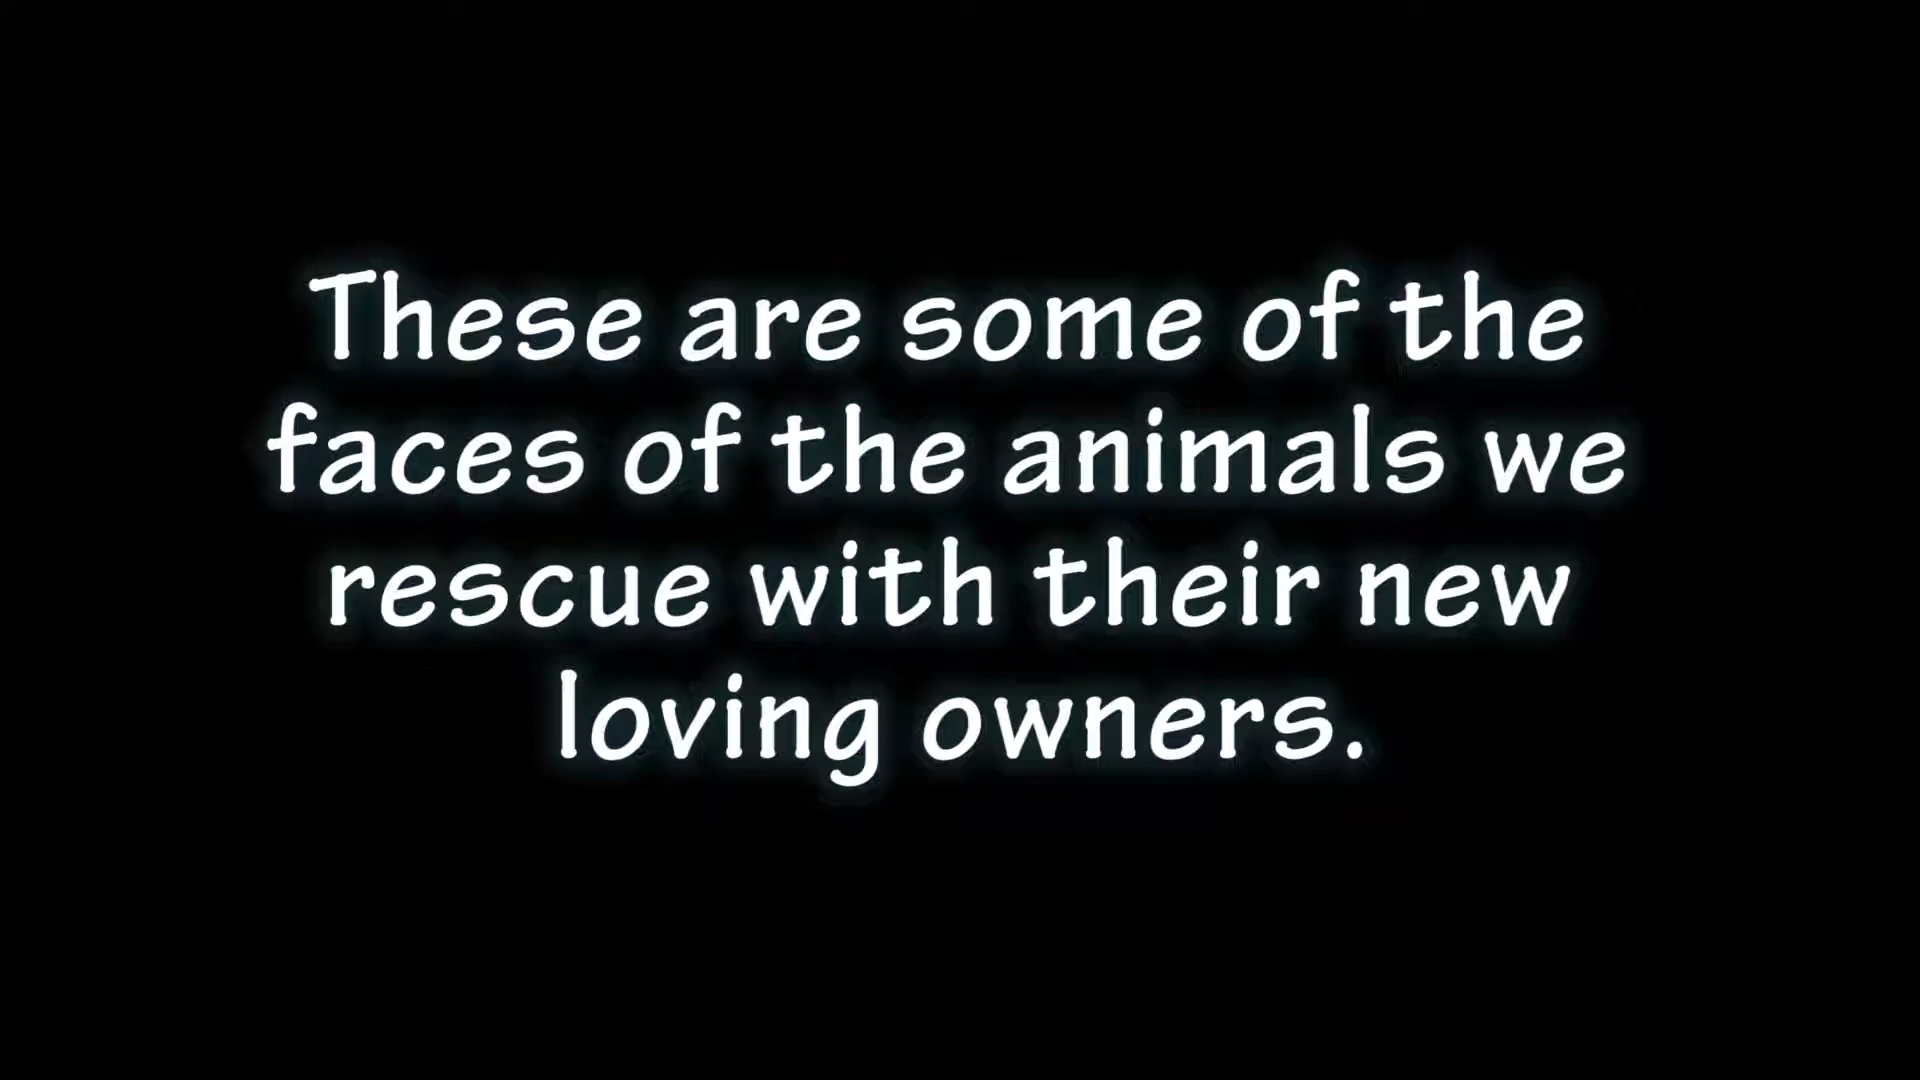 These are some of the
faces of the animals we
rescue with their new
loving owners.